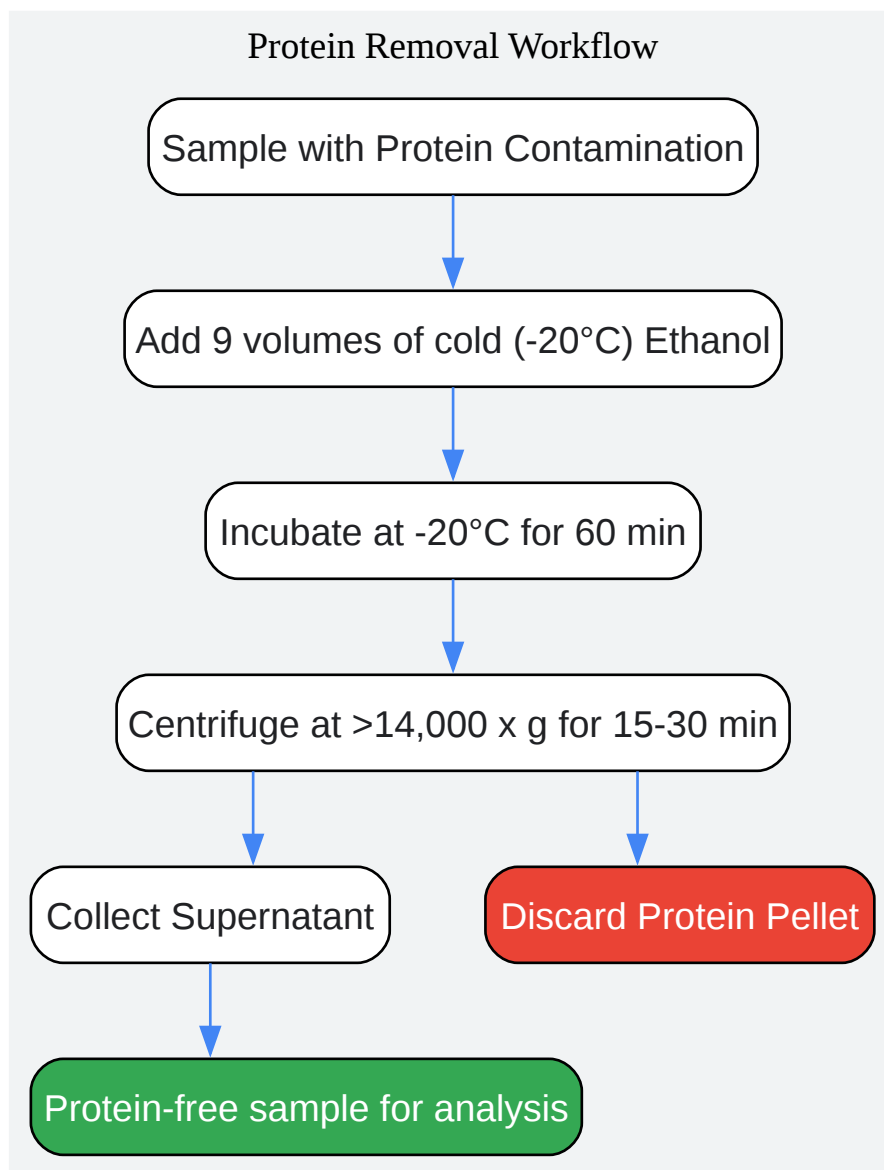 Protein Removal Workflow
Sample with Protein Contamination
Add 9 volumes of cold (-20°C) Ethanol
Incubate at -20°C for 60 min
Centrifuge at >14,000 x g for 15-30 min
Collect Supernatant
Discard Protein Pellet
Protein-free sample for analysis